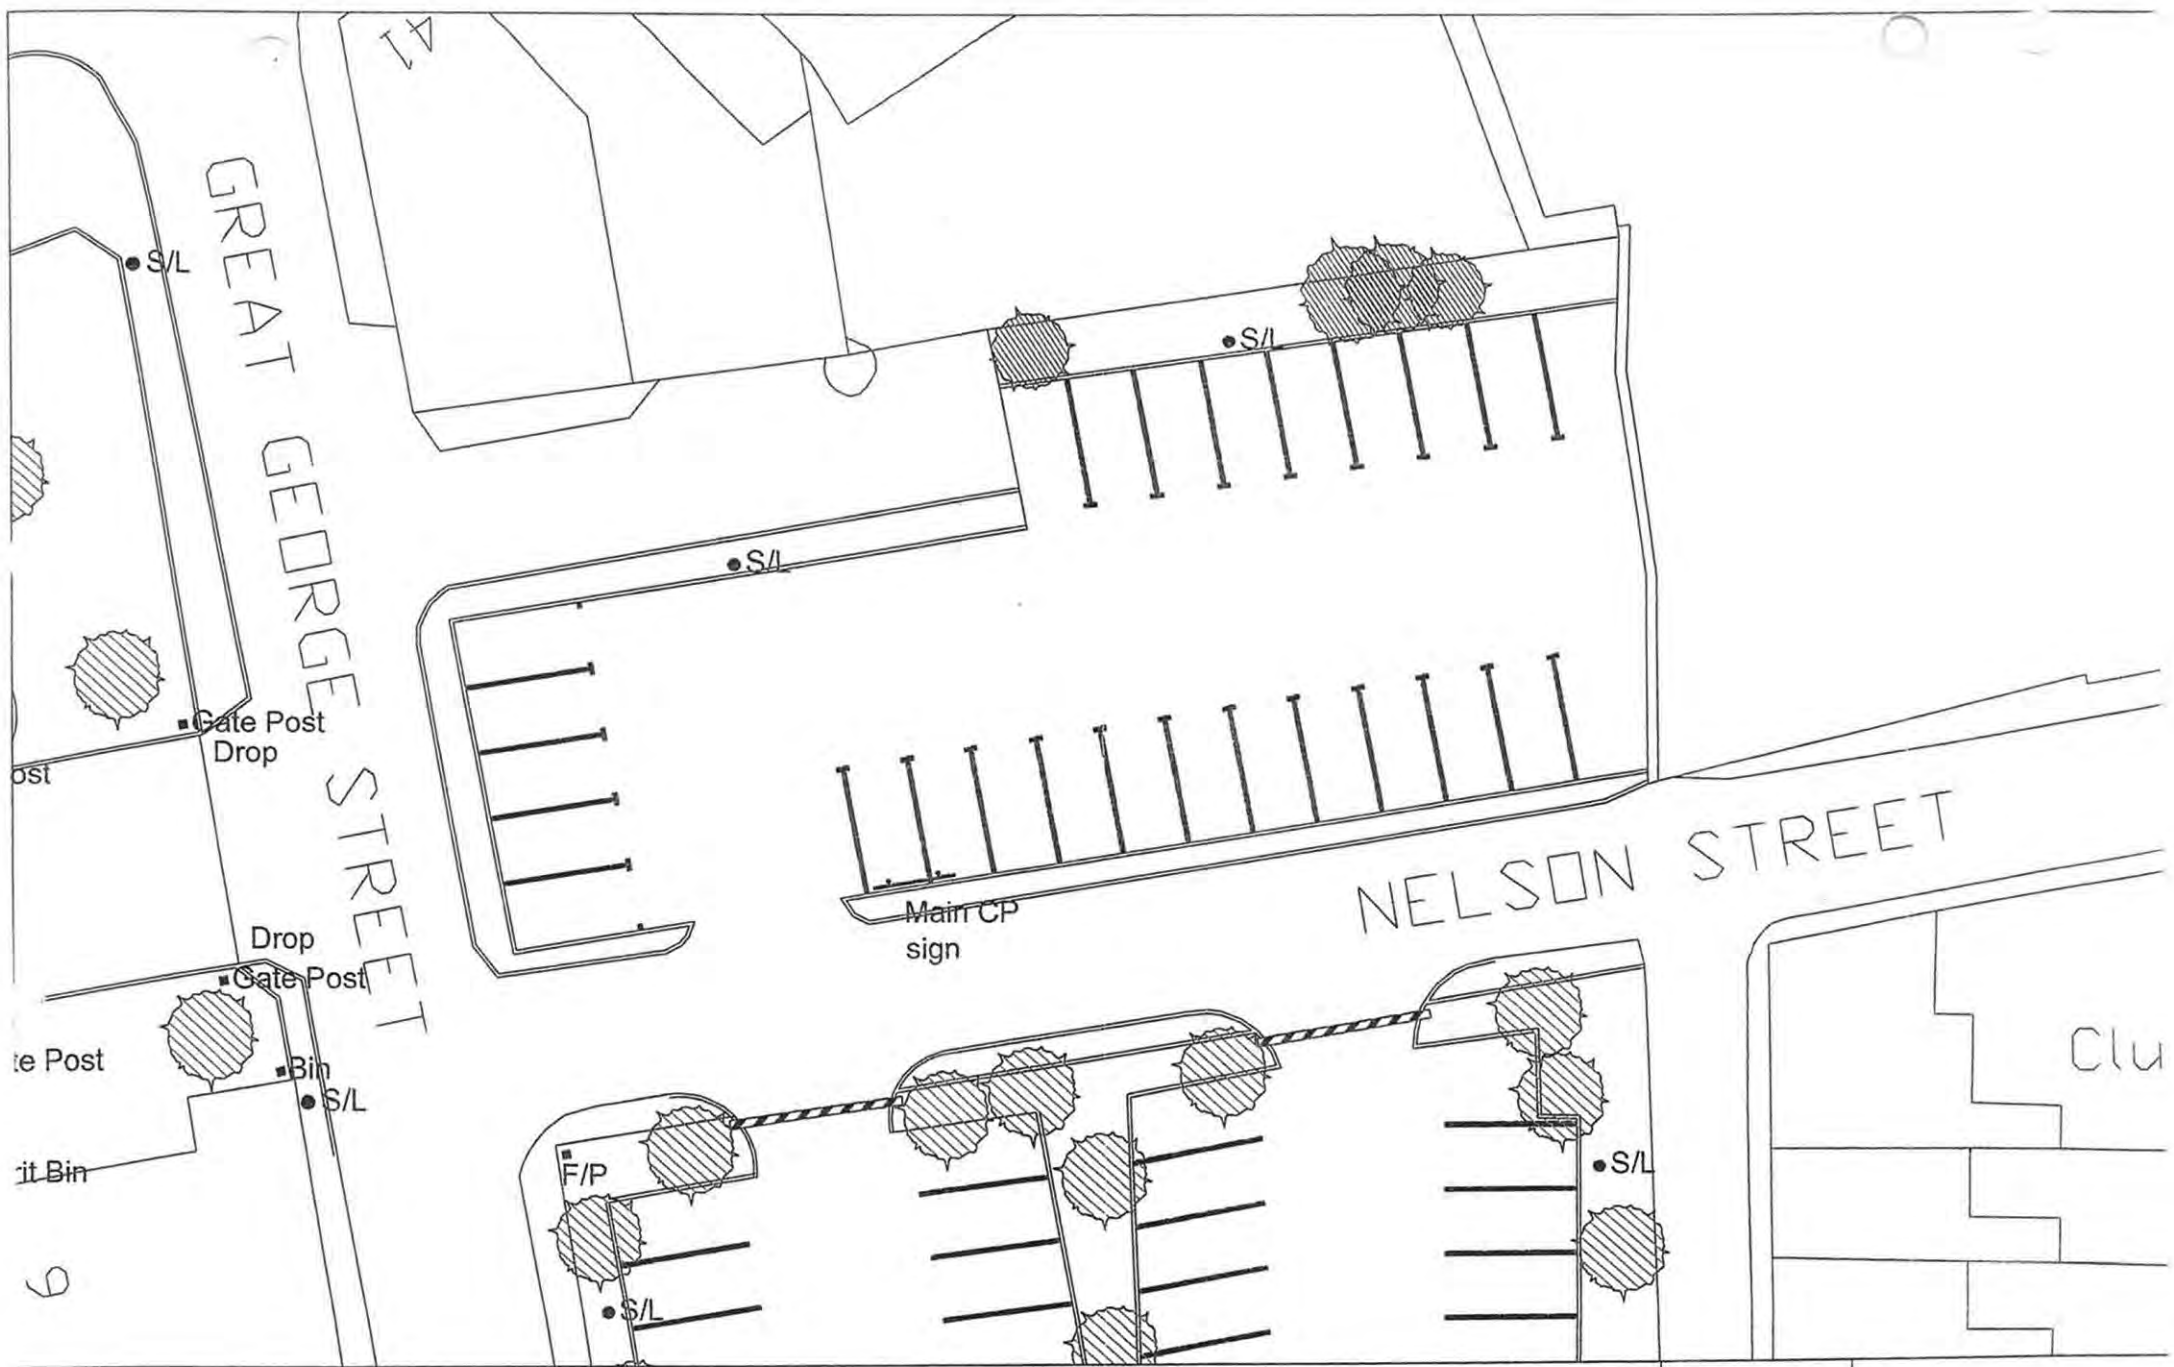 41
S/L
GREAT GEORGE STREET
S/L
S/L
Gate Post
Drop
ost
NELSON STREET
Main CP
sign
Drop
Gate Post
te Post
Bin
S/L
Clu
F/P
it Bin
S/L
9
S/L